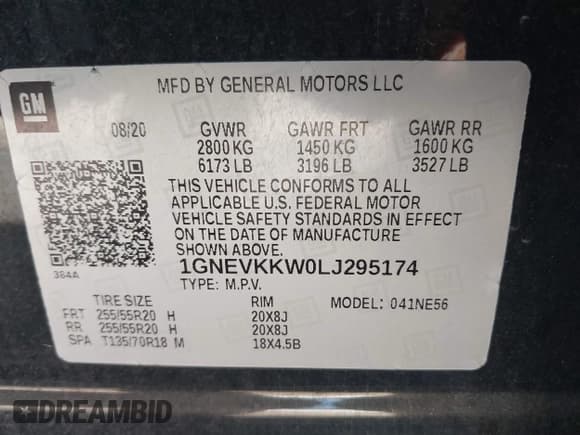 GM
MFD BY GENERAL MOTORS LLC
08/20 GVWR GAWR FRT GAWR RR
2800 KG 1450 KG 1600 KG
6173 LB 3196 LB 3527 LB
THIS VEHICLE CONFORMS TO ALL
APPLICABLE U.S. FEDERAL MOTOR
VEHICLE SAFETY STANDARDS IN EFFECT
ON THE DATE OF MANUFACTURE
SHOWN ABOVE.
384A
1GNEVKKW0LJ295174
TYPE: M.P.V.
TIRE SIZE RIM MODEL: 041NE56
FRT 255/55R20 H 20X8J
RR 255/55R20 H 20X8J
SPA T135/70R18 M 18X4.5B
DREAMBID